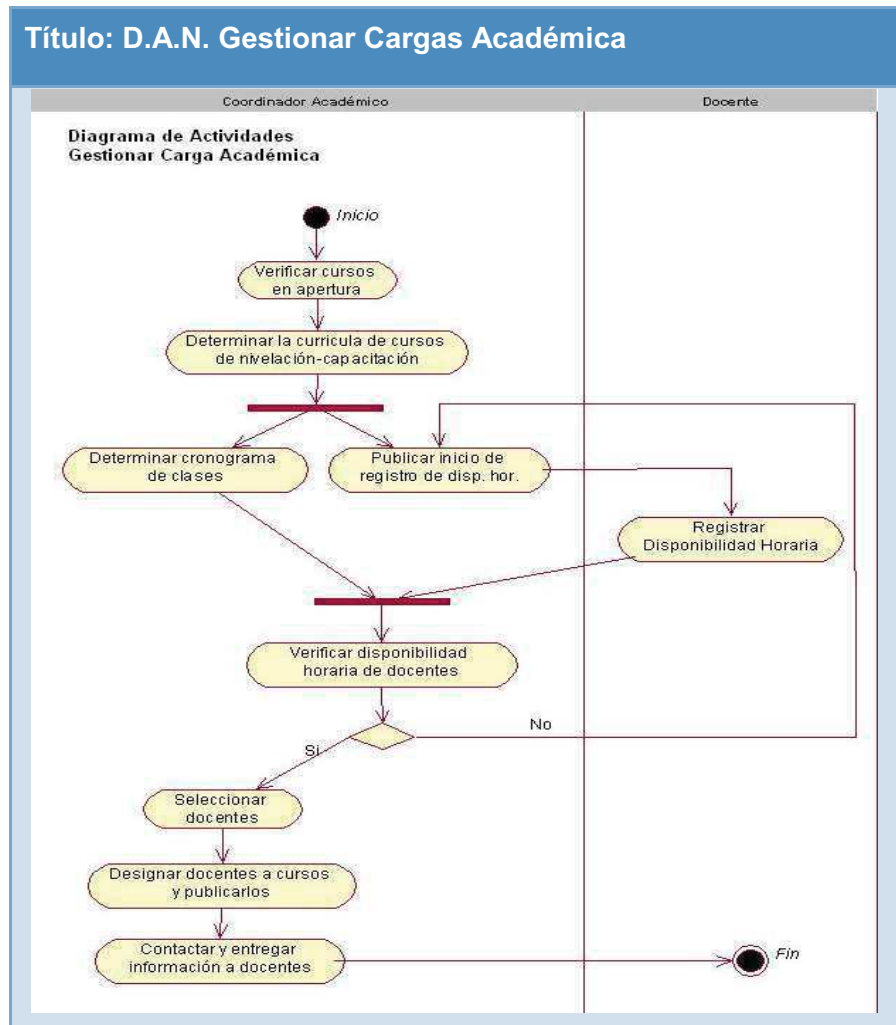 Título: D.A.N. Gestionar Cargas Académica
Coordinador Académico
Docente
Diagrama de Actividades
Gestionar Carga Académica
Inicio
Verificar cursos
en apertura
Determinar la curricula de cursos
de nivelación-capacitación
Determinar cronograma
de clases
Publicar inicio de
registro de disp. hor.
Registrar
Disponibilidad Horaria
Verificar disponibilidad
horaria de docentes
No
Si
Seleccionar
docentes
Designar docentes a cursos
y publicarlos
Contactar y entregar
información a docentes
Fin